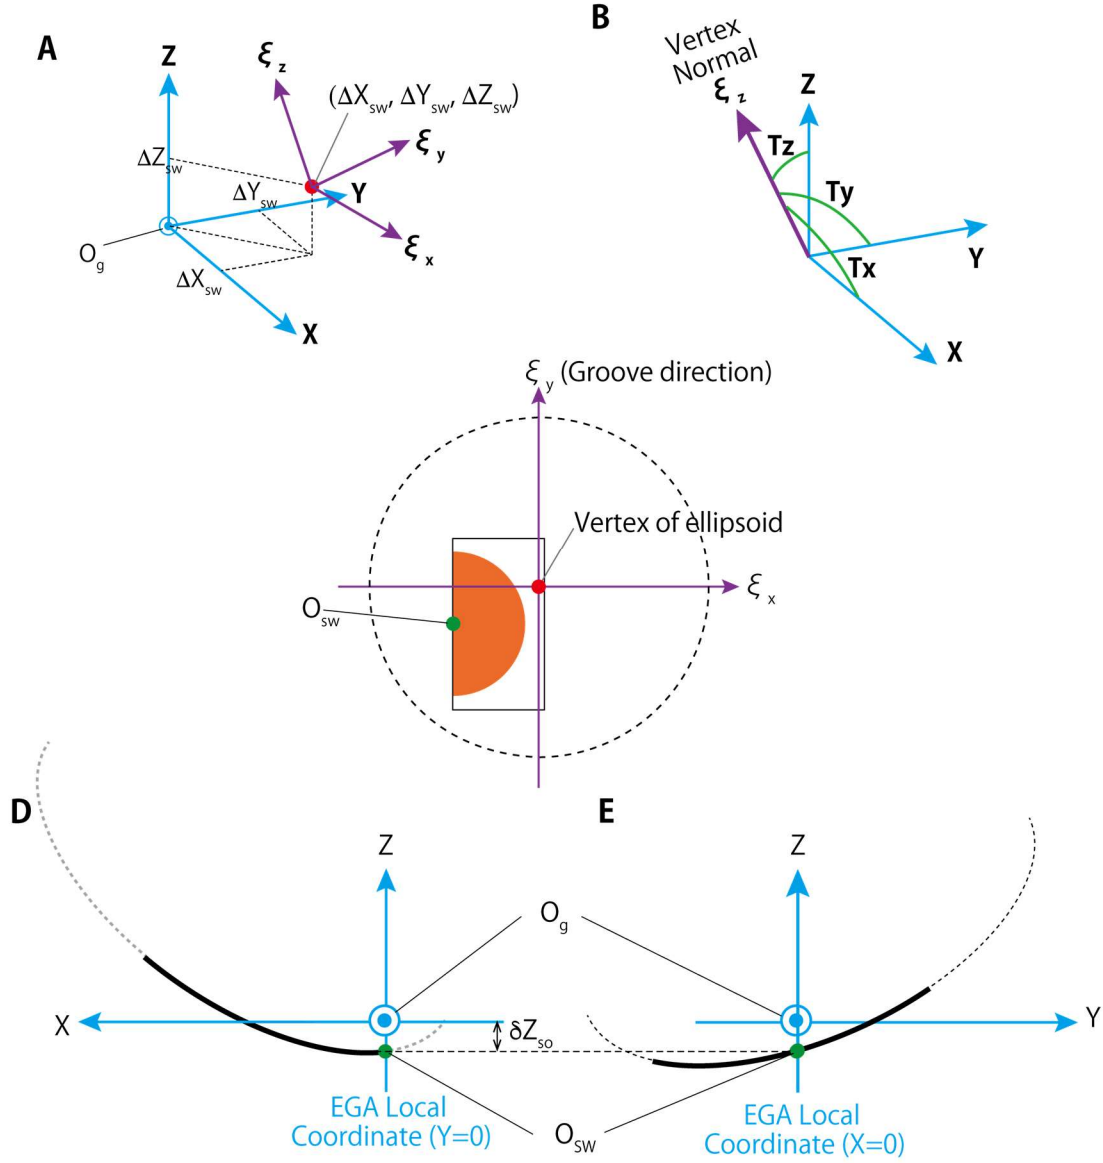 A
Z
ξz
(ΔXsw, ΔYsw, ΔZsw)
ξy
ΔZsw
ΔYsw
Y
Og
ξx
ΔXsw
X
B
Vertex
Normal
ξz
Z
Tz
Ty
Tx
Y
X
ξy (Groove direction)
Vertex of ellipsoid
ξx
Osw
D
Z
Og
X
δZso
EGA Local
Coordinate (Y=0)
OSW
E
Z
Y
EGA Local
Coordinate (X=0)